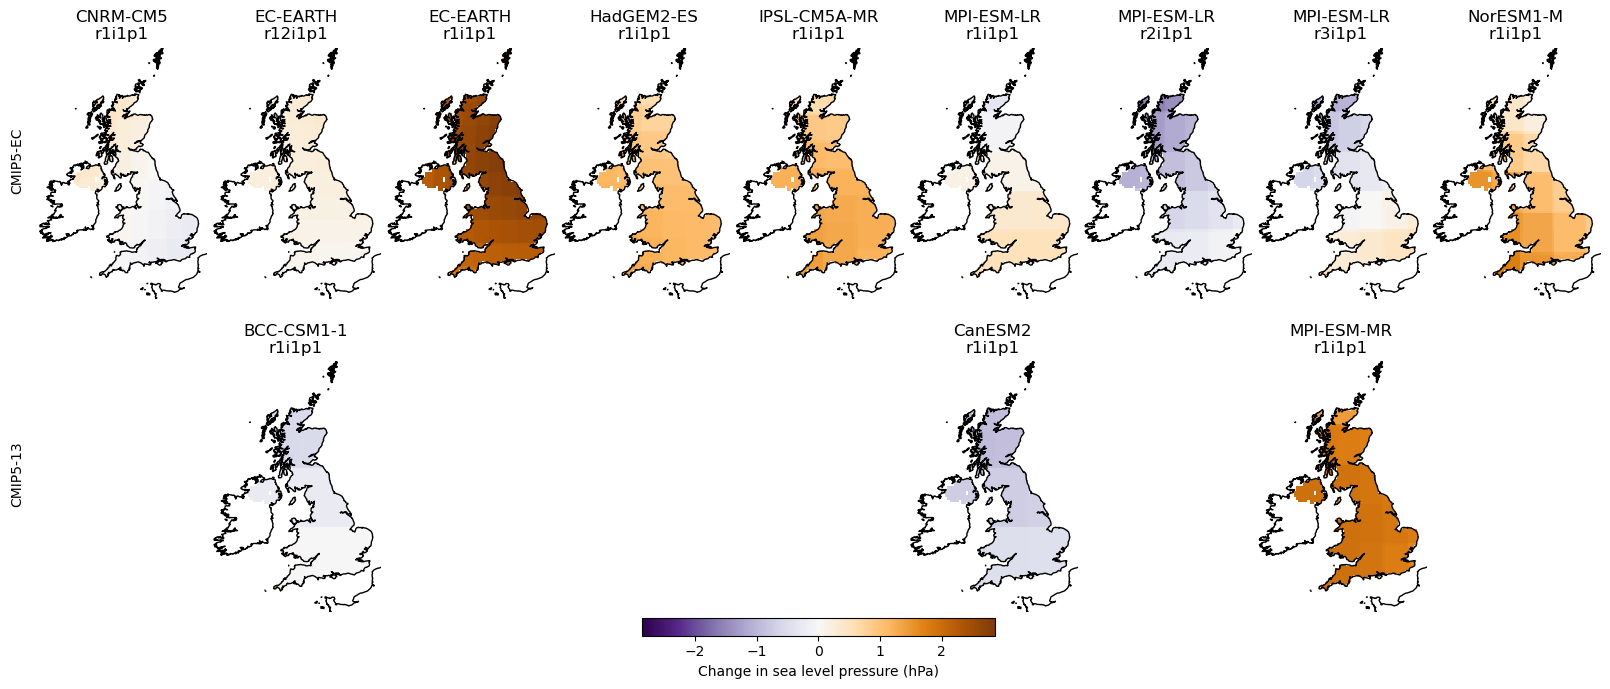 CNRM-CM5
r1i1p1
EC-EARTH
r12i1p1
EC-EARTH
r1i1p1
HadGEM2-ES
r1i1p1
IPSL-CM5A-MR
r1i1p1
MPI-ESM-LR
r1i1p1
MPI-ESM-LR
r2i1p1
MPI-ESM-LR
r3i1p1
NorESM1-M
r1i1p1
CMIP5-EC
BCC-CSM1-1
r1i1p1
CanESM2
r1i1p1
MPI-ESM-MR
r1i1p1
CMIP5-13
−2 −1 0 1 2
Change in sea level pressure (hPa)